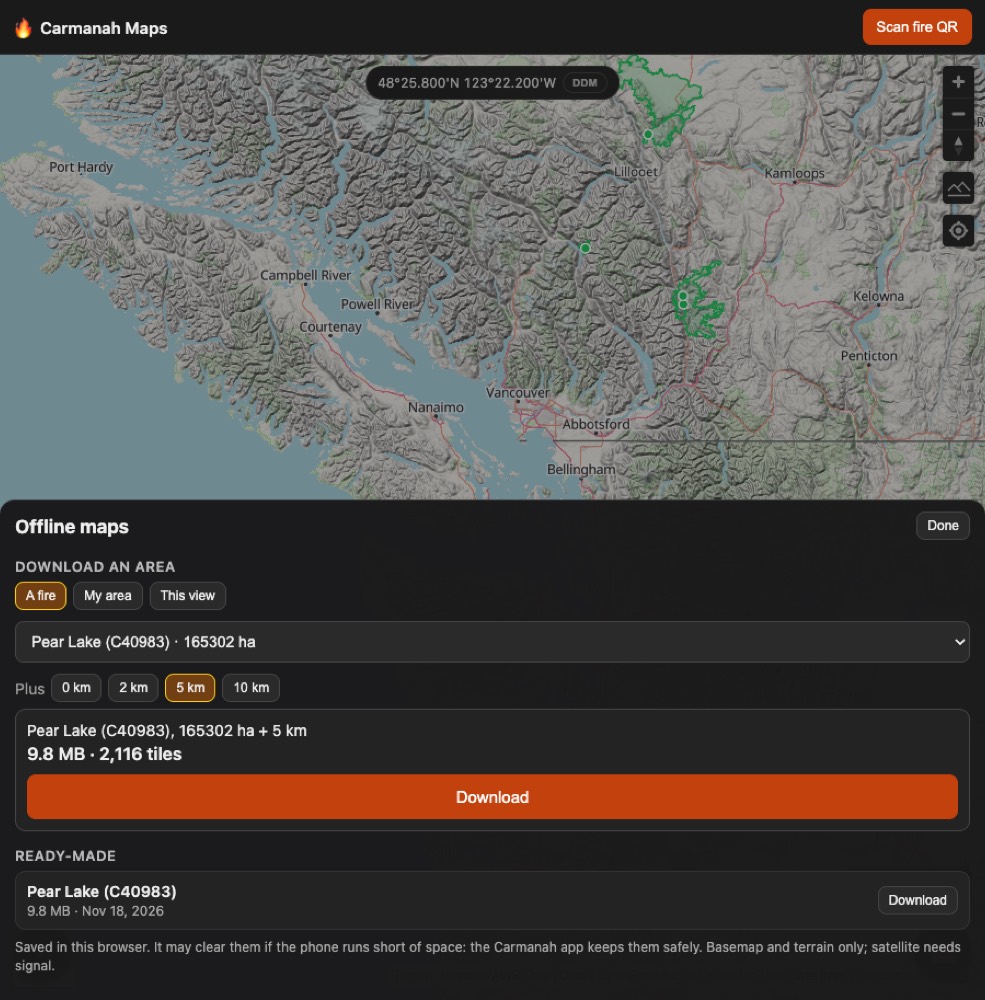 Carmanah Maps
Scan fire QR
48°25.800'N 123°22.200'W DDM
Port Hardy
Lillooet
Kamloops
Campbell River
Powell River
Courtenay
Kelowna
Penticton
Vancouver
Nanaimo
Abbotsford
Bellingham
Offline maps
Done
DOWNLOAD AN AREA
A fire
My area
This view
Pear Lake (C40983) · 165302 ha
Plus 0 km 2 km 5 km 10 km
Pear Lake (C40983), 165302 ha + 5 km
9.8 MB · 2,116 tiles
Download
READY-MADE
Pear Lake (C40983)
9.8 MB · Nov 18, 2026
Download
Saved in this browser. It may clear them if the phone runs short of space: the Carmanah app keeps them safely. Basemap and terrain only; satellite needs
signal.